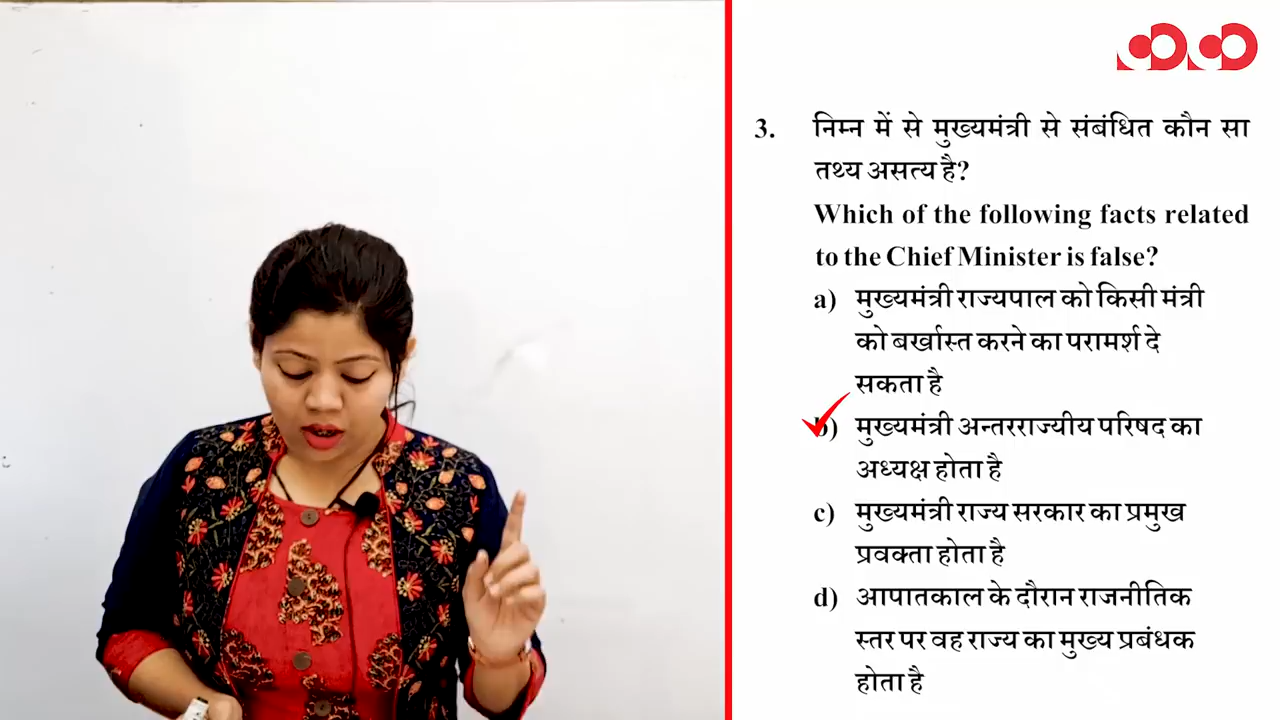 3. निम्न में से मुख्यमंत्री से संबंधित कौन सा
तथ्य असत्य है?
Which of the following facts related
to the Chief Minister is false?
a) मुख्यमंत्री राज्यपाल को किसी मंत्री
को बर्खास्त करने का परामर्श दे
सकता है
b) मुख्यमंत्री अन्तरराज्यीय परिषद का
अध्यक्ष होता है
c) मुख्यमंत्री राज्य सरकार का प्रमुख
प्रवक्ता होता है
d) आपातकाल के दौरान राजनीतिक
स्तर पर वह राज्य का मुख्य प्रबंधक
होता है